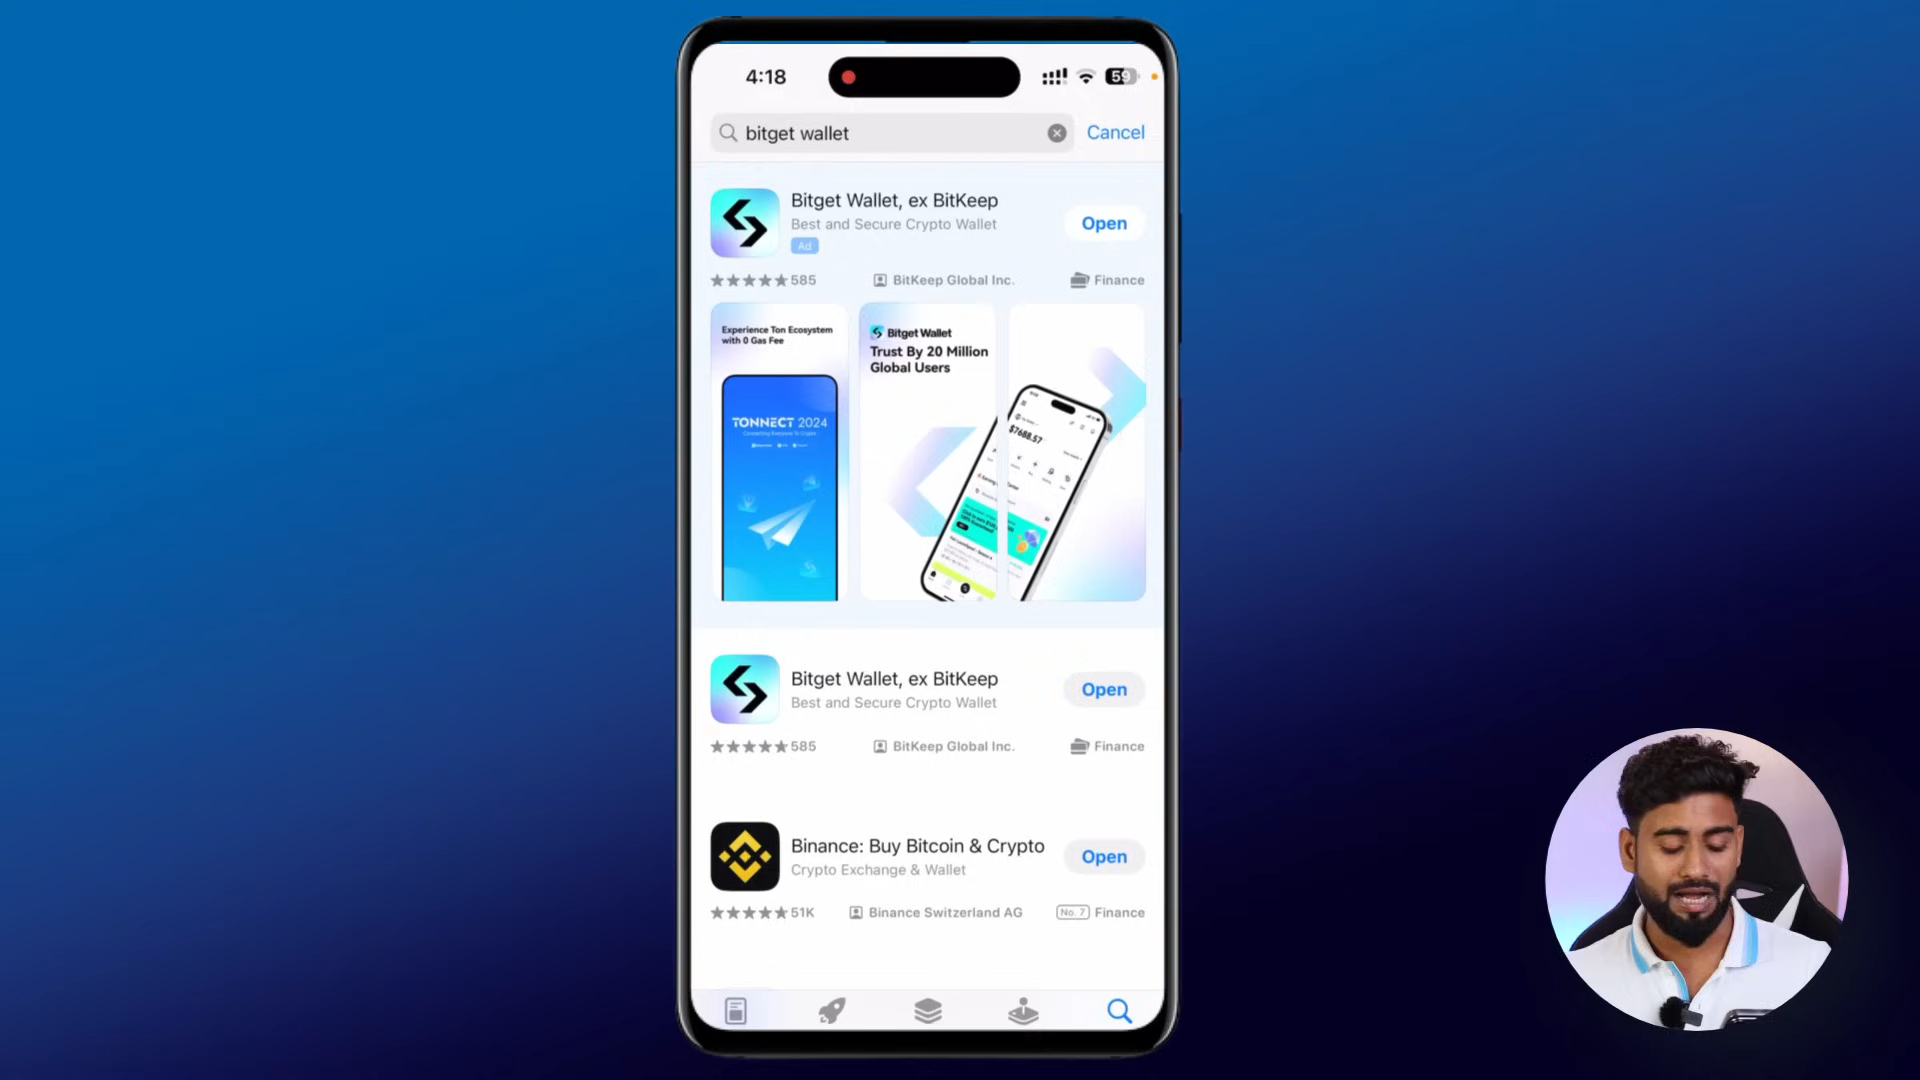 4:18
59
bitget wallet
Cancel
Bitget Wallet, ex BitKeep
Best and Secure Crypto Wallet
Ad
Open
585
BitKeep Global Inc.
Finance
Experience Ton Ecosystem
with 0 Gas Fee
TONNECT 2024
Bitget Wallet
Trust By 20 Million
Global Users
$7688.57
Bitget Wallet, ex BitKeep
Best and Secure Crypto Wallet
Open
585
BitKeep Global Inc.
Finance
Binance: Buy Bitcoin & Crypto
Crypto Exchange & Wallet
Open
51K
Binance Switzerland AG
No. 7
Finance